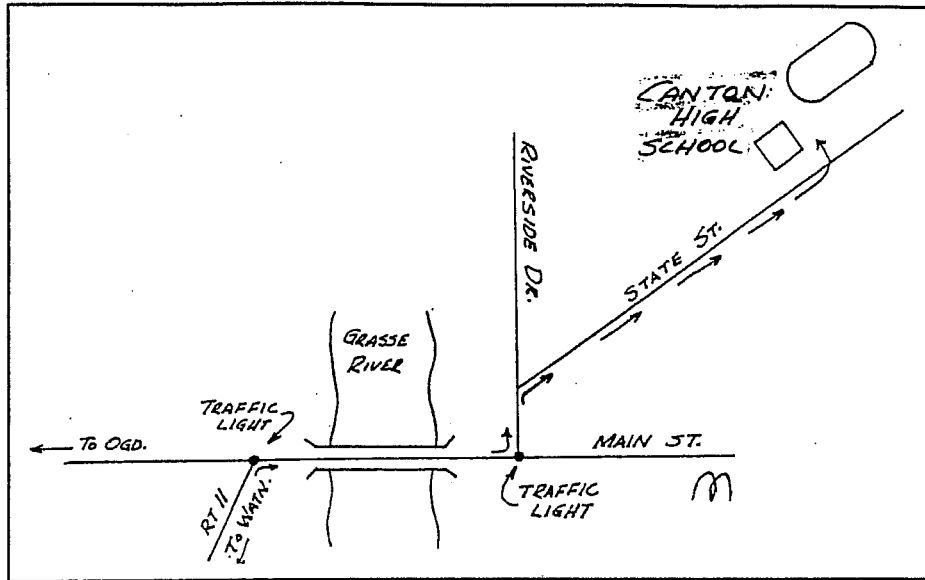 CANTON
HIGH
SCHOOL
RIVERSIDE DR.
STATE ST.
GRASSE
RIVER
TRAFFIC
LIGHT
TO OGD.
MAIN ST.
RT 11
TO WATN.
TRAFFIC
LIGHT